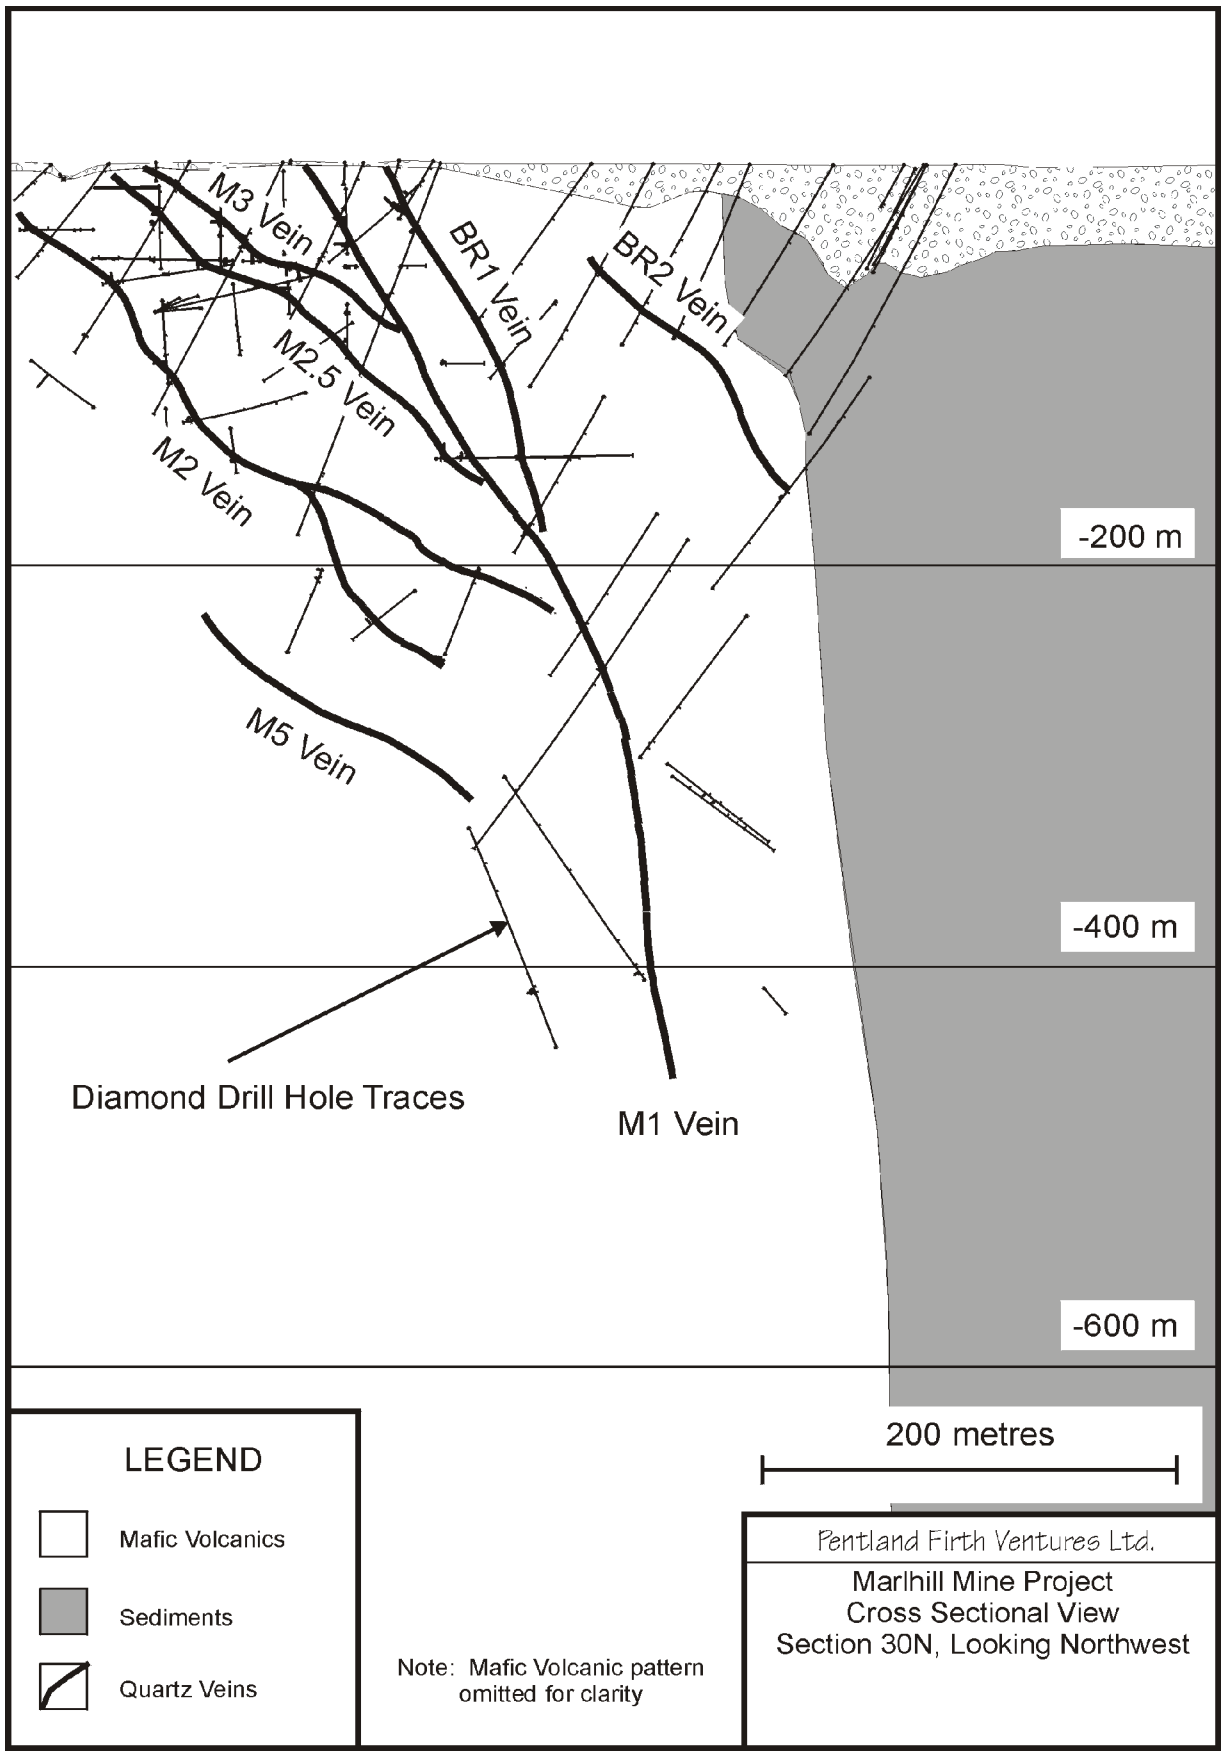 M3 Vein
BR1 Vein
BR2 Vein
M2.5 Vein
M2 Vein
-200 m
M5 Vein
-400 m
Diamond Drill Hole Traces
M1 Vein
-600 m
200 metres
LEGEND
Mafic Volcanics
Sediments
Quartz Veins
Note: Mafic Volcanic pattern
omitted for clarity
Pentland Firth Ventures Ltd.
Marlhill Mine Project
Cross Sectional View
Section 30N, Looking Northwest